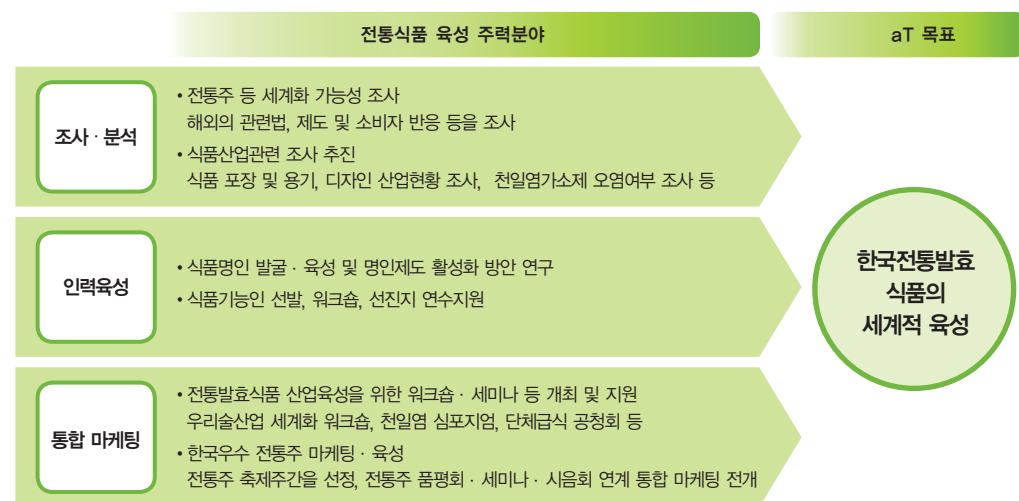 전통식품 육성 주력분야
aT 목표
조사 · 분석
• 전통주 등 세계화 가능성 조사
해외의 관련법, 제도 및 소비자 반응 등을 조사
• 식품산업관련 조사 추진
식품 포장 및 용기, 디자인 산업현황 조사, 천일염가소제 오염여부 조사 등
인력육성
• 식품명인 발굴 · 육성 및 명인제도 활성화 방안 연구
• 식품기능인 선발, 워크숍, 선진지 연수지원
통합 마케팅
• 전통발효식품 산업육성을 위한 워크숍 · 세미나 등 개최 및 지원
우리술산업 세계화 워크숍, 천일염 심포지엄, 단체급식 공청회 등
• 한국우수 전통주 마케팅 · 육성
전통주 축제주간을 선정, 전통주 품평회 · 세미나 · 시음회 연계 통합 마케팅 전개
한국전통발효
식품의
세계적 육성